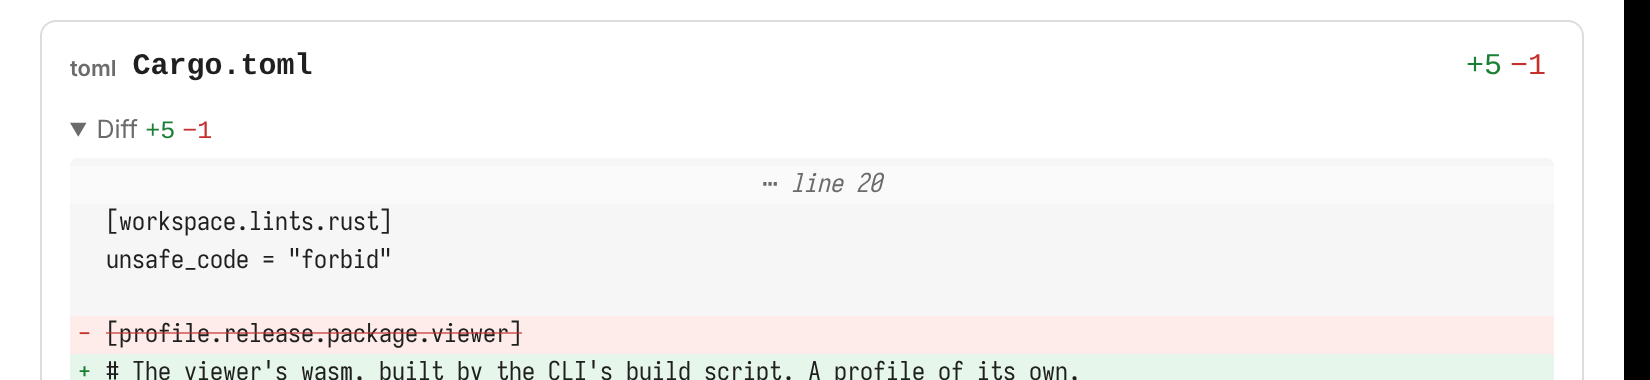 toml Cargo.toml +5 −1
▼ Diff +5 −1
⋯ line 20
[workspace.lints.rust]
unsafe_code = "forbid"
− [profile.release.package.viewer]
+ # The viewer's wasm, built by the CLI's build script. A profile of its own,